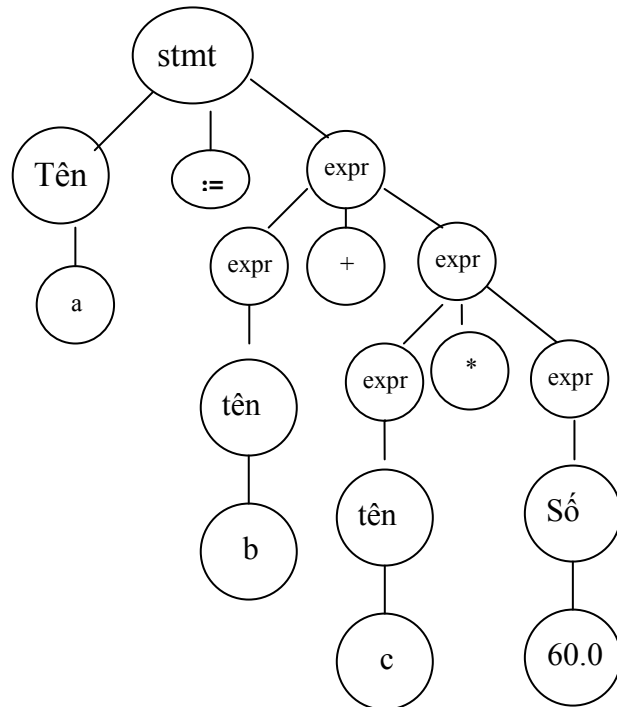 stmt
Tên
:=
expr
a
expr
+
expr
tên
expr
*
expr
b
tên
Số
c
60.0